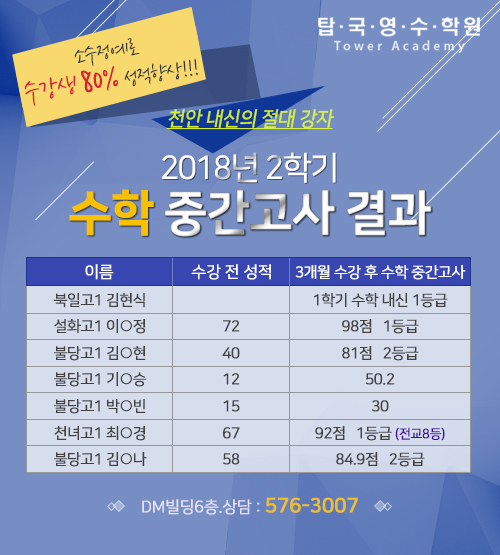 탑·국·영·수·학원
Tower Academy
소수정예로
수강생 80% 성적향상!!!
천안 내신의 절대 강자
2018년 2학기
수학 중간고사 결과
이름 수강 전 성적 3개월 수강 후 수학 중간고사
북일고1 김현식 1학기 수학 내신 1등급
설화고1 이○정 72 98점 1등급
불당고1 김○현 40 81점 2등급
불당고1 기○승 12 50.2
불당고1 박○빈 15 30
천녀고1 최○경 67 92점 1등급 (전교8등)
불당고1 김○나 58 84.9점 2등급
DM빌딩6층.상담 : 576-3007